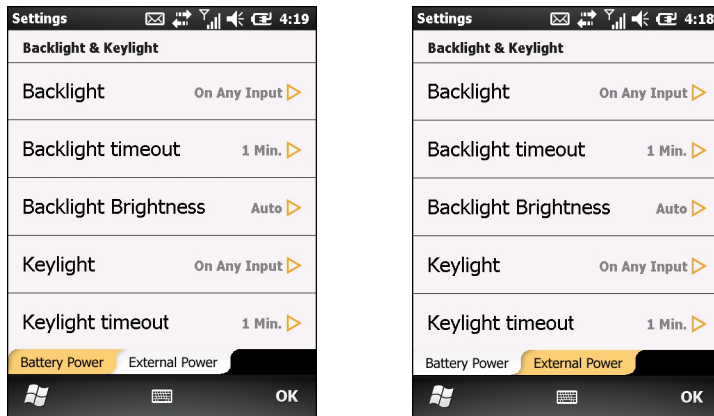 Settings 4:19
Backlight & Keylight
Backlight On Any Input
Backlight timeout 1 Min.
Backlight Brightness Auto
Keylight On Any Input
Keylight timeout 1 Min.
Battery Power External Power
OK
Settings 4:18
Backlight & Keylight
Backlight On Any Input
Backlight timeout 1 Min.
Backlight Brightness Auto
Keylight On Any Input
Keylight timeout 1 Min.
Battery Power External Power
OK